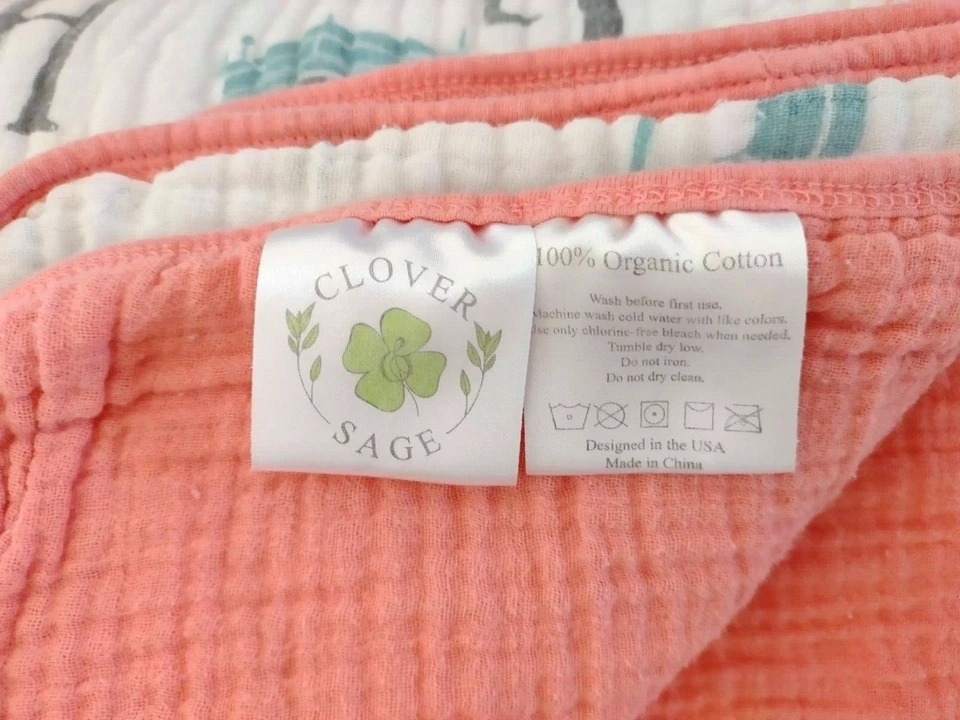 CLOVER
SAGE
100% Organic Cotton
Wash before first use.
Machine wash cold water with like colors.
Use only chlorine-free bleach when needed.
Tumble dry low.
Do not iron.
Do not dry clean.
Designed in the USA
Made in China